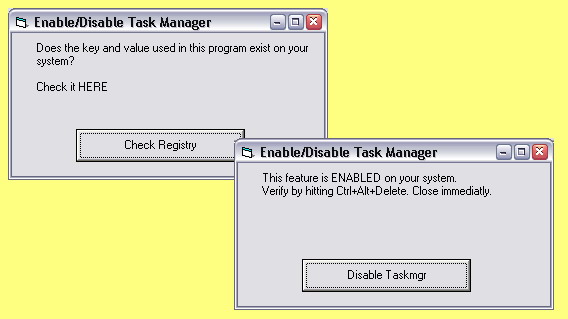 Enable/Disable Task Manager
Does the key and value used in this program exist on your
system?
Check it HERE
Check Registry
Enable/Disable Task Manager
This feature is ENABLED on your system.
Verify by hitting Ctrl+Alt+Delete. Close immediatly.
Disable Taskmgr